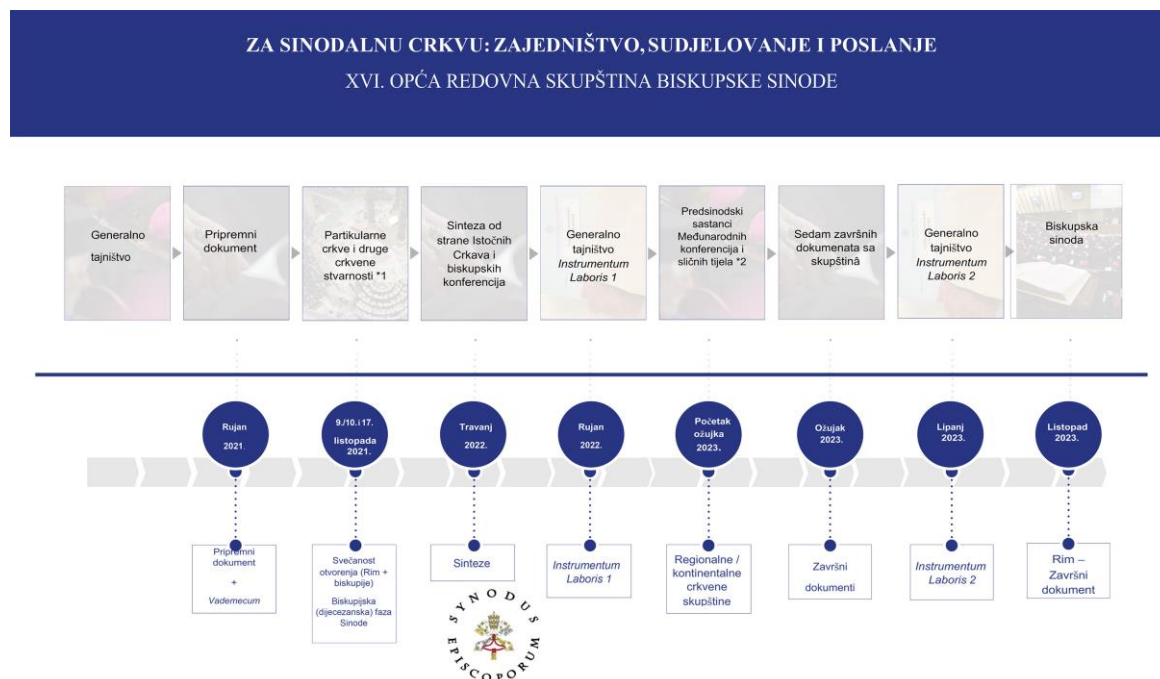 ZA SINODALNU CRKVU: ZAJEDNIŠTVO, SUDJELOVANJE I POSLANJE
XVI. OPĆA REDOVNA SKUPŠTINA BISKUPSKE SINODE
Generalno
tajništvo
Pripremni
dokument
Partikularne
crkve i druge
crkvene
stvarnosti *1
Sinteza od
strane Istočnih
Crkava i
biskupskih
konferencija
Generalno
tajništvo
Instrumentum
Laboris 1
Predsinodski
sastanci
Međunarodnih
konferencija i
sličnih tijela *2
Sedam završnih
dokumenata sa
skupštinâ
Generalno
tajništvo
Instrumentum
Laboris 2
Biskupska
sinoda
Rujan
2021.
9./10. i 17.
listopada
2021.
Travanj
2022.
Rujan
2022.
Početak
ožujka
2023.
Ožujak
2023.
Lipanj
2023.
Listopad
2023.
Pripremni
dokument
+
Vademecum
Svečanost
otvorenja (Rim +
biskupije)
Biskupijska
(dijecezanska) faza
Sinode
Sinteze
Instrumentum
Laboris 1
Regionalne /
kontinentalne
crkvene
skupštine
Završni
dokumenti
Instrumentum
Laboris 2
Rim –
Završni
dokument
SYNODUS
EPISCOPORUM